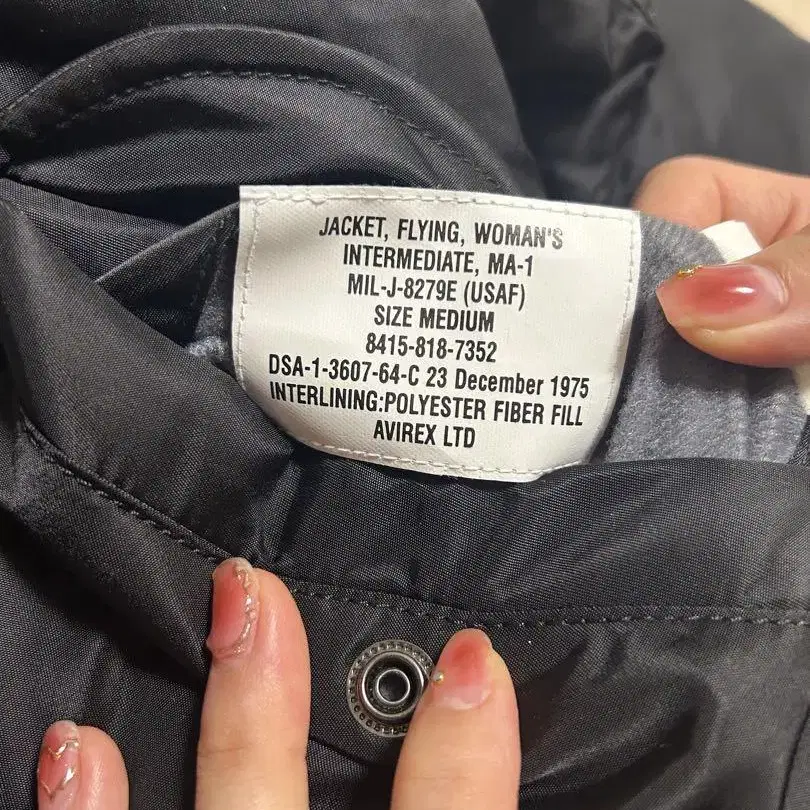 JACKET, FLYING, WOMAN'S
INTERMEDIATE, MA-1
MIL-J-8279E (USAF)
SIZE MEDIUM
8415-818-7352
DSA-1-3607-64-C 23 December 1975
INTERLINING:POLYESTER FIBER FILL
AVIREX LTD